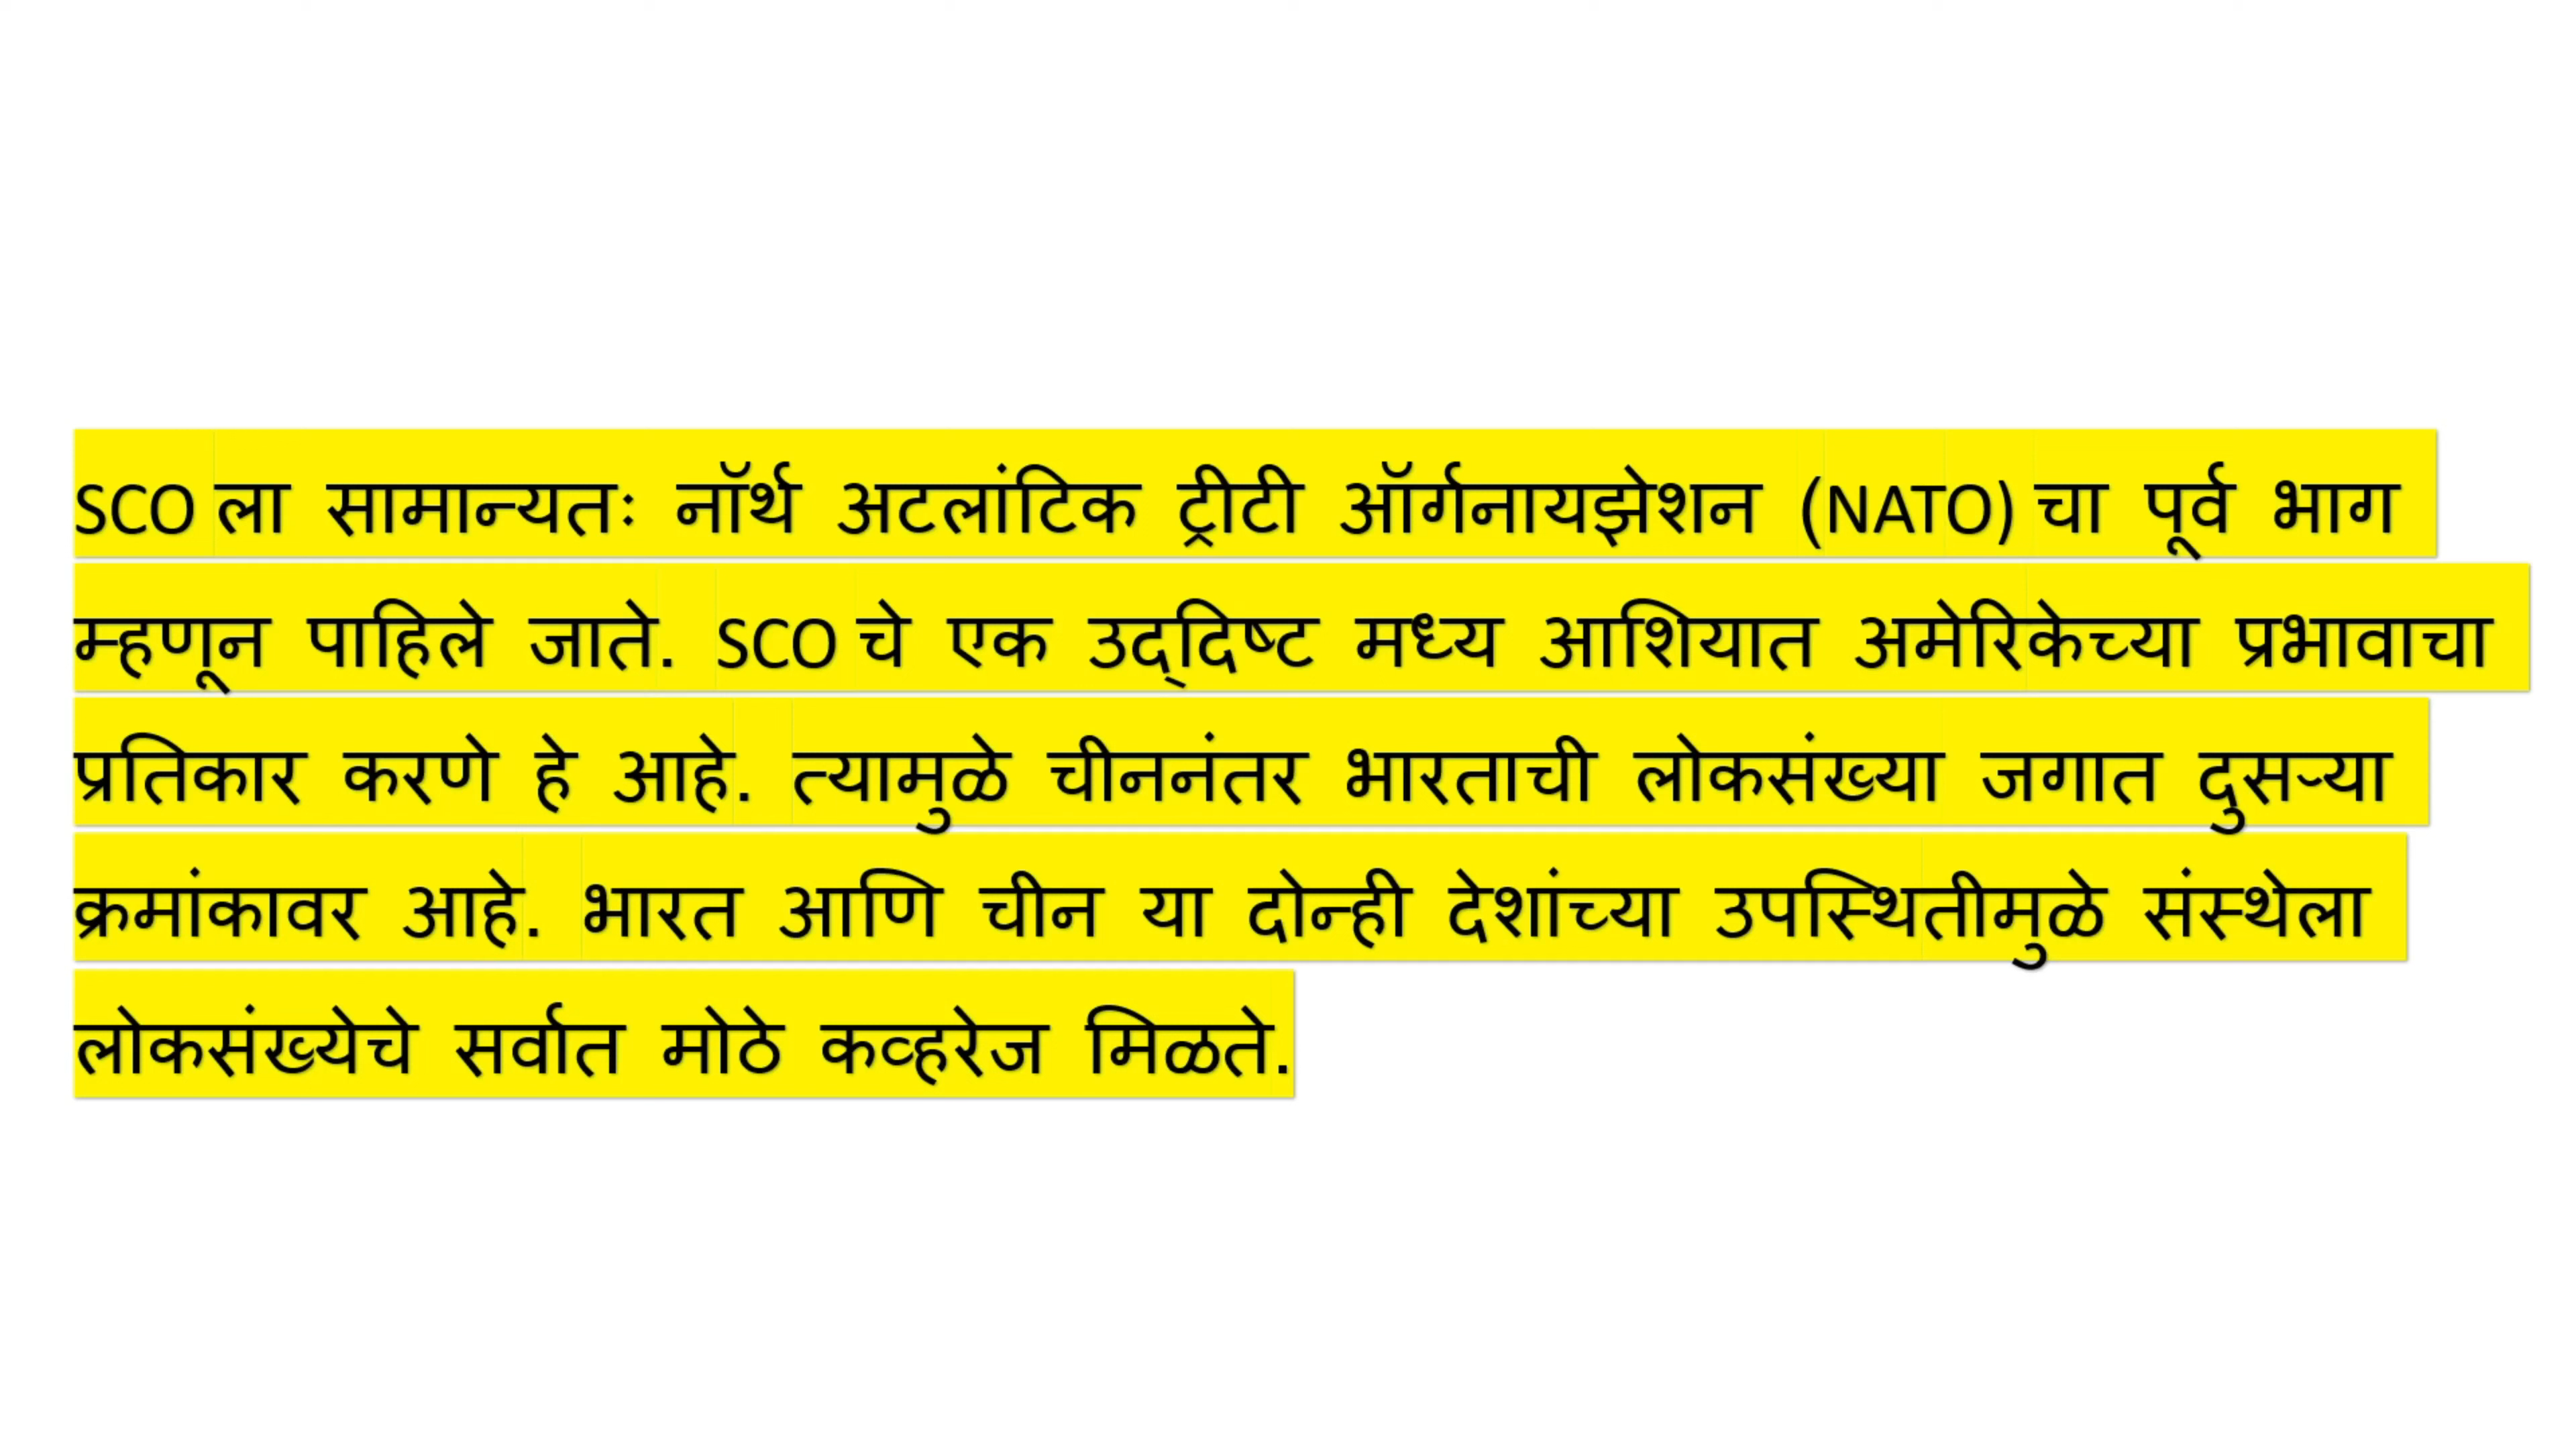 SCO ला सामान्यतः नॉर्थ अटलांटिक ट्रीटी ऑर्गनायझेशन (NATO) चा पूर्व भाग
म्हणून पाहिले जाते. SCO चे एक उद्दिष्ट मध्य आशियात अमेरिकेच्या प्रभावाचा
प्रतिकार करणे हे आहे. त्यामुळे चीननंतर भारताची लोकसंख्या जगात दुसऱ्या
क्रमांकावर आहे. भारत आणि चीन या दोन्ही देशांच्या उपस्थितीमुळे संस्थेला
लोकसंख्येचे सर्वात मोठे कव्हरेज मिळते.